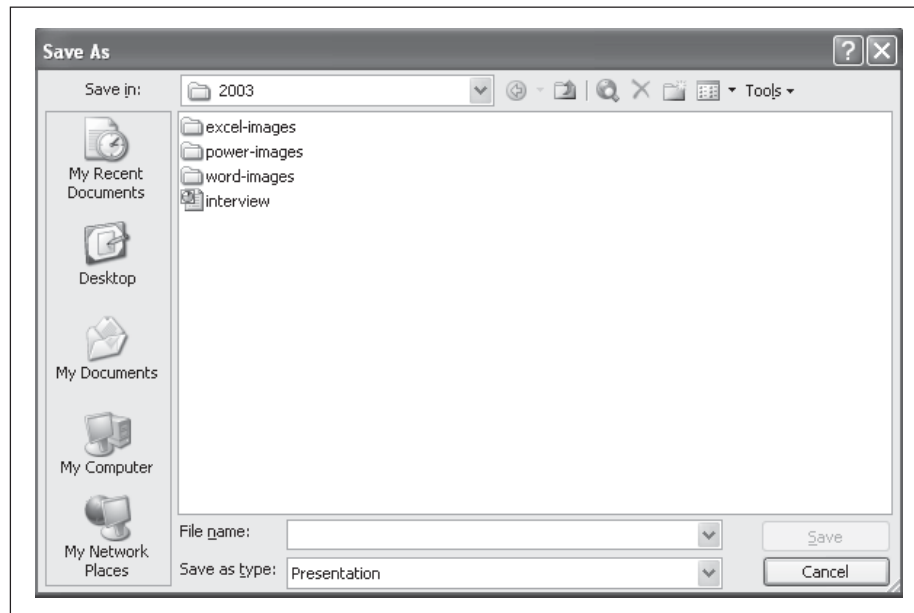 Save As
Save in:
2003
Tools
My Recent
Documents
Desktop
My Documents
My Computer
My Network
Places
excel-images
power-images
word-images
interview
File name:
Save
Save as type:
Presentation
Cancel